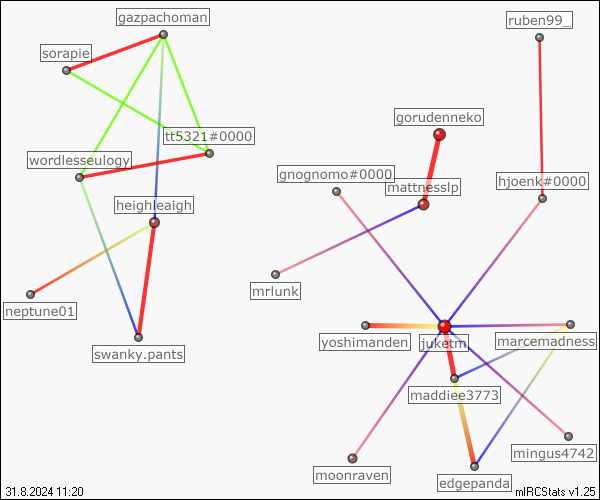 gazpachoman
ruben99_
sorapie
gorudenneko
tt5321#0000
wordlesseulogy
gnognomo#0000
hjoenk#0000
mattnesslp
heighleaigh
mrlunk
neptune01
yoshimanden
juketm
marcemadness
swanky.pants
maddiee3773
mingus4742
moonraven
edgepanda
31.8.2024 11:20
mIRCStats v1.25